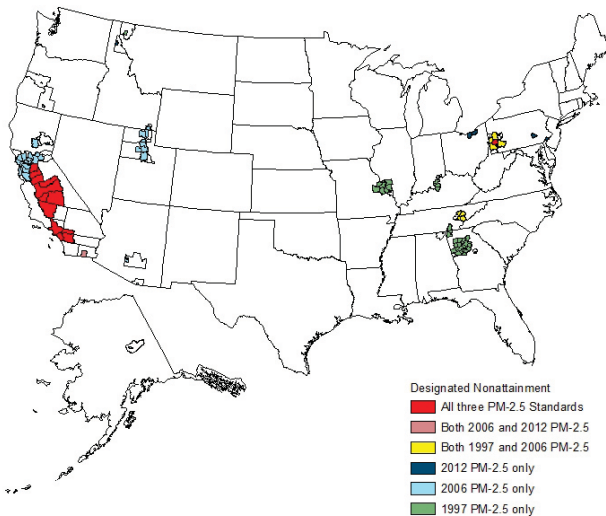 Designated Nonattainment
All three PM-2.5 Standards
Both 2006 and 2012 PM-2.5
Both 1997 and 2006 PM-2.5
2012 PM-2.5 only
2006 PM-2.5 only
1997 PM-2.5 only